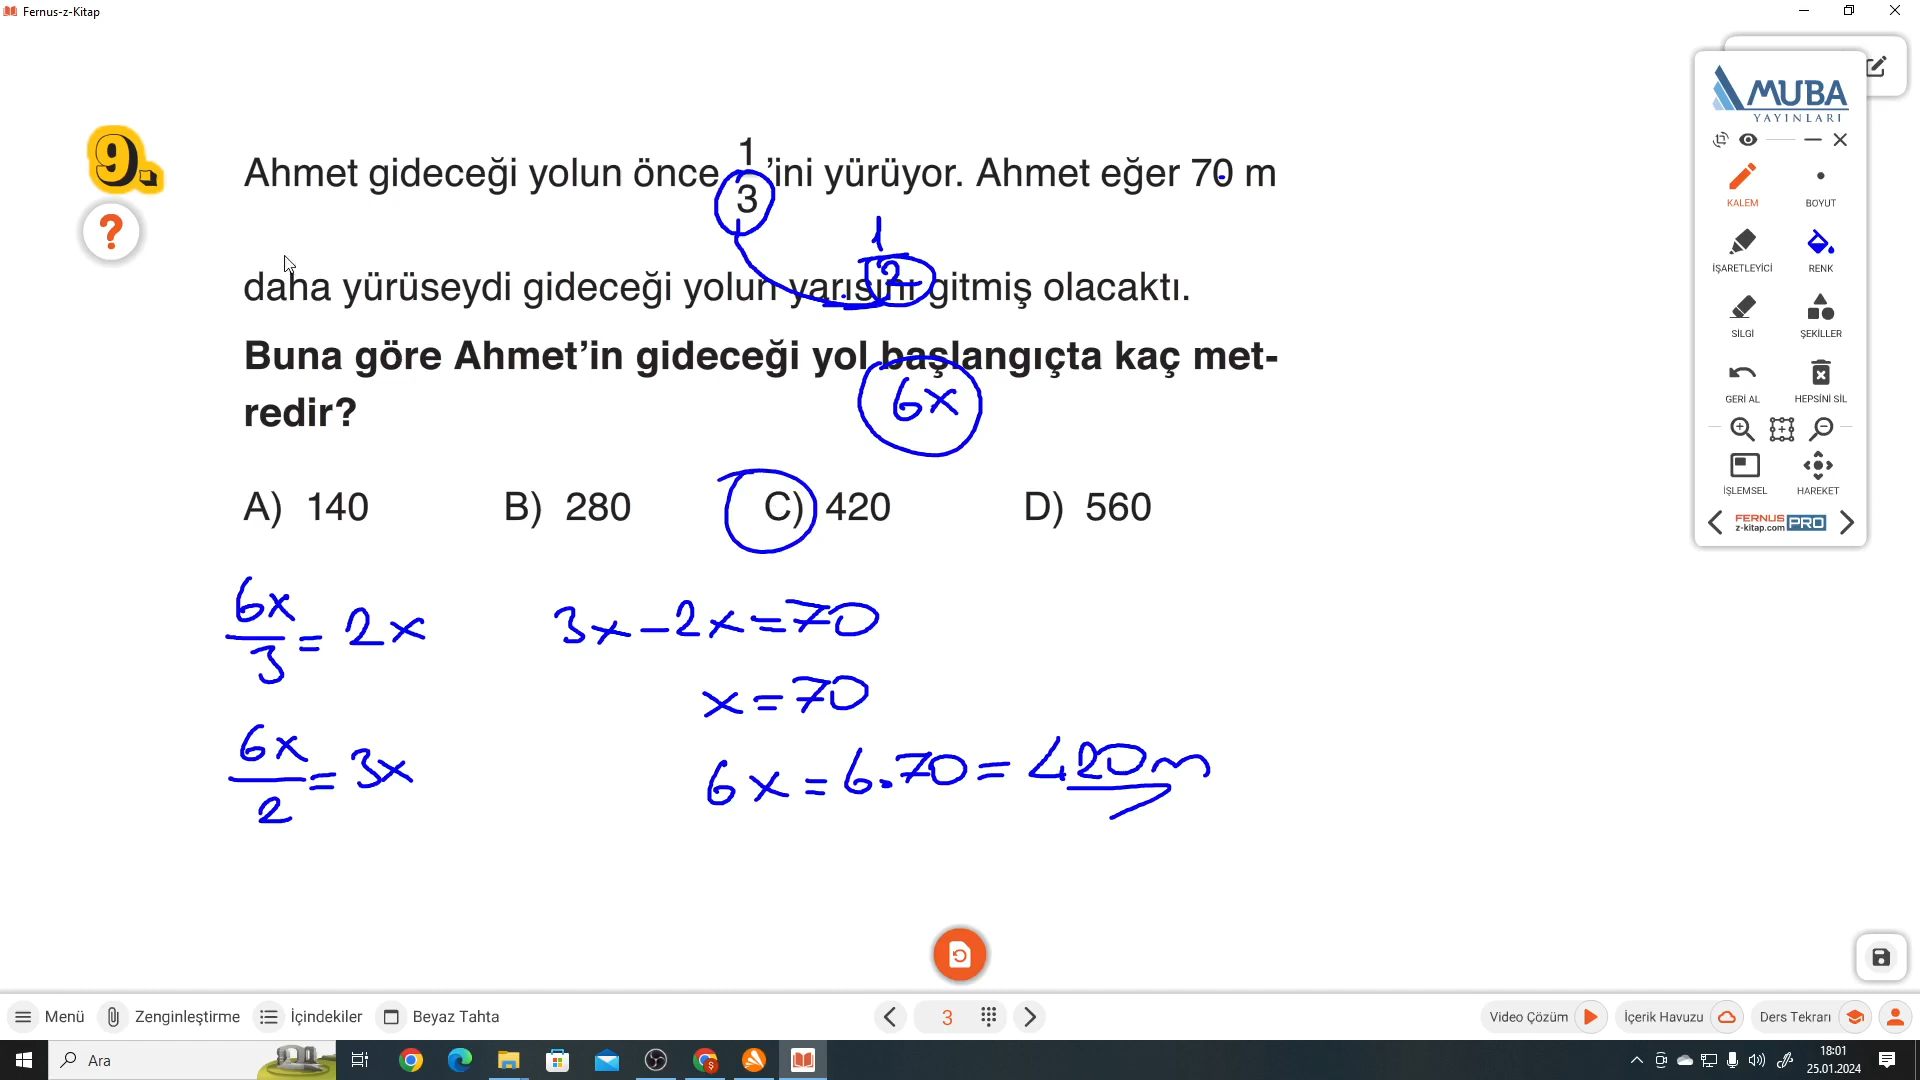 Fernus-z-Kitap
MUBA
YAYINLARI
9.
Ahmet gideceği yolun önce 1/3 'ini yürüyor. Ahmet eğer 70 m
1/2
daha yürüseydi gideceği yolun yarısını gitmiş olacaktı.
Buna göre Ahmet'in gideceği yol başlangıçta kaç met-
redir?
6x
A) 140 B) 280 C) 420 D) 560
6x/3 = 2x
3x-2x=70
x=70
6x/2 = 3x
6x=6.70=420m
?
KALEM
BOYUT
İŞARETLEYİCİ
RENK
SİLGİ
ŞEKİLLER
GERİ AL
HEPSİNİ SİL
İŞLEMSEL
HAREKET
FERNUS
z-kitap.com PRO
Menü
Zenginleştirme
İçindekiler
Beyaz Tahta
3
Video Çözüm
İçerik Havuzu
Ders Tekrarı
Ara
18:01
25.01.2024